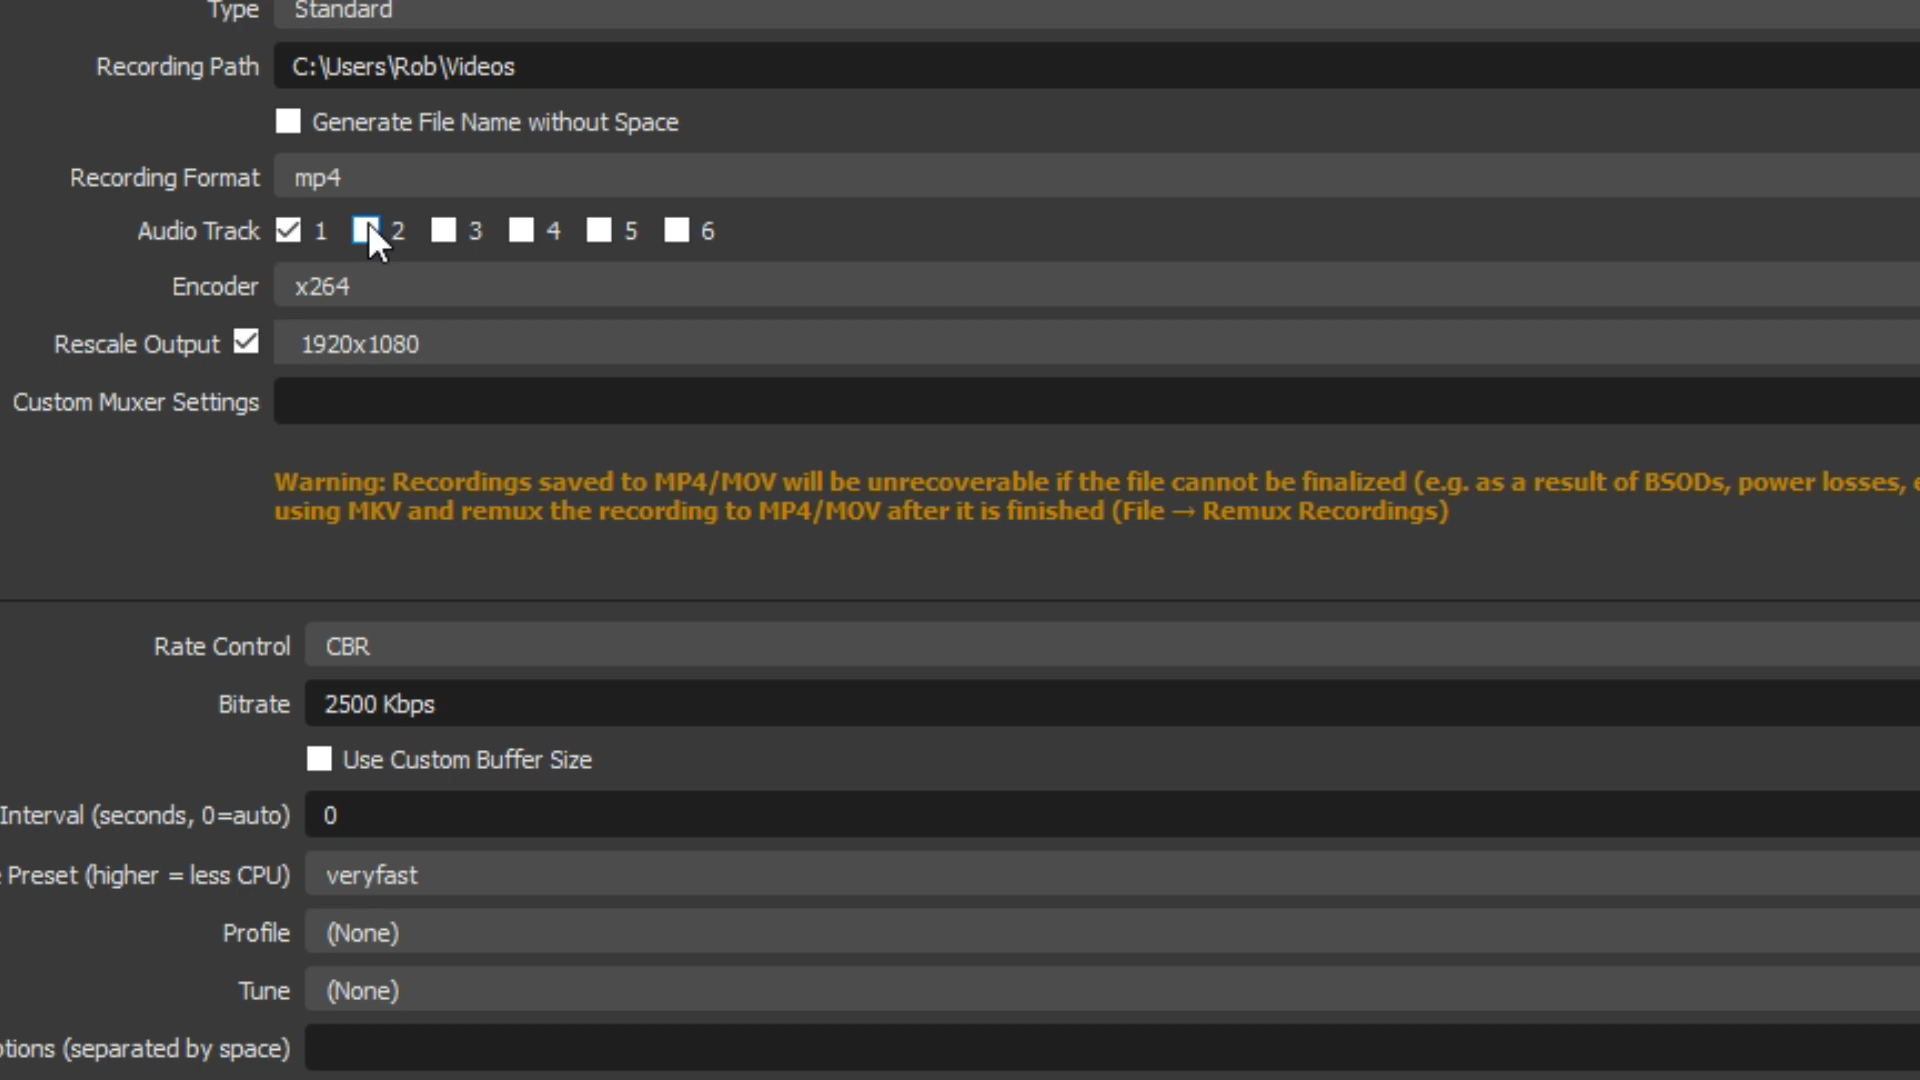 Type Standard
Recording Path C:\Users\Rob\Videos
Generate File Name without Space
Recording Format mp4
Audio Track 1 2 3 4 5 6
Encoder x264
Rescale Output 1920x1080
Custom Muxer Settings
Warning: Recordings saved to MP4/MOV will be unrecoverable if the file cannot be finalized (e.g. as a result of BSODs, power losses,
using MKV and remux the recording to MP4/MOV after it is finished (File → Remux Recordings)
Rate Control CBR
Bitrate 2500 Kbps
Use Custom Buffer Size
Interval (seconds, 0=auto) 0
Preset (higher = less CPU) veryfast
Profile (None)
Tune (None)
tions (separated by space)